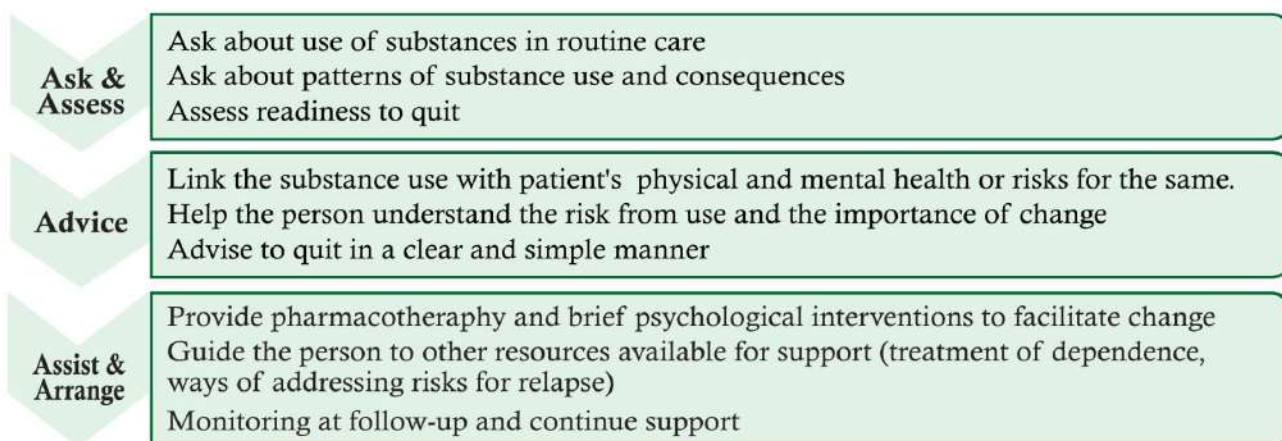 Ask &
Assess
Ask about use of substances in routine care
Ask about patterns of substance use and consequences
Assess readiness to quit
Advice
Link the substance use with patient's physical and mental health or risks for the same.
Help the person understand the risk from use and the importance of change
Advise to quit in a clear and simple manner
Assist &
Arrange
Provide pharmacotheraphy and brief psychological interventions to facilitate change
Guide the person to other resources available for support (treatment of dependence,
ways of addressing risks for relapse)
Monitoring at follow-up and continue support